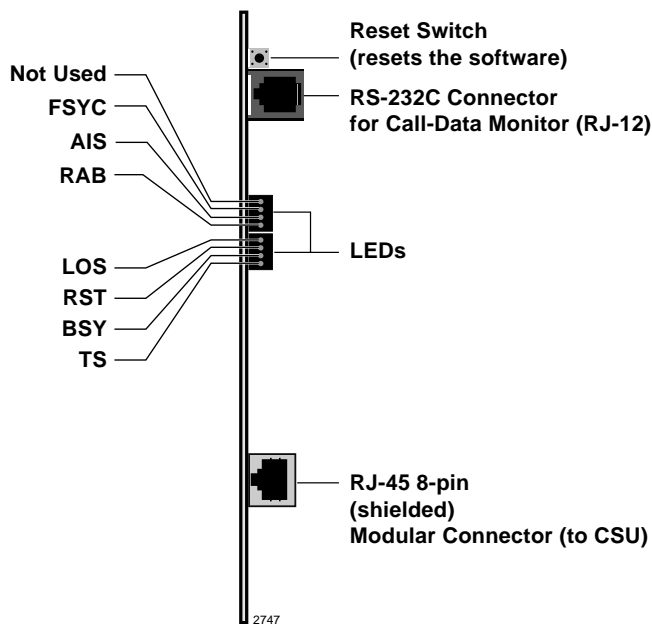 Reset Switch
(resets the software)
RS-232C Connector
for Call-Data Monitor (RJ-12)
Not Used
FSYC
AIS
RAB
LEDs
LOS
RST
BSY
TS
RJ-45 8-pin
(shielded)
Modular Connector (to CSU)
2747